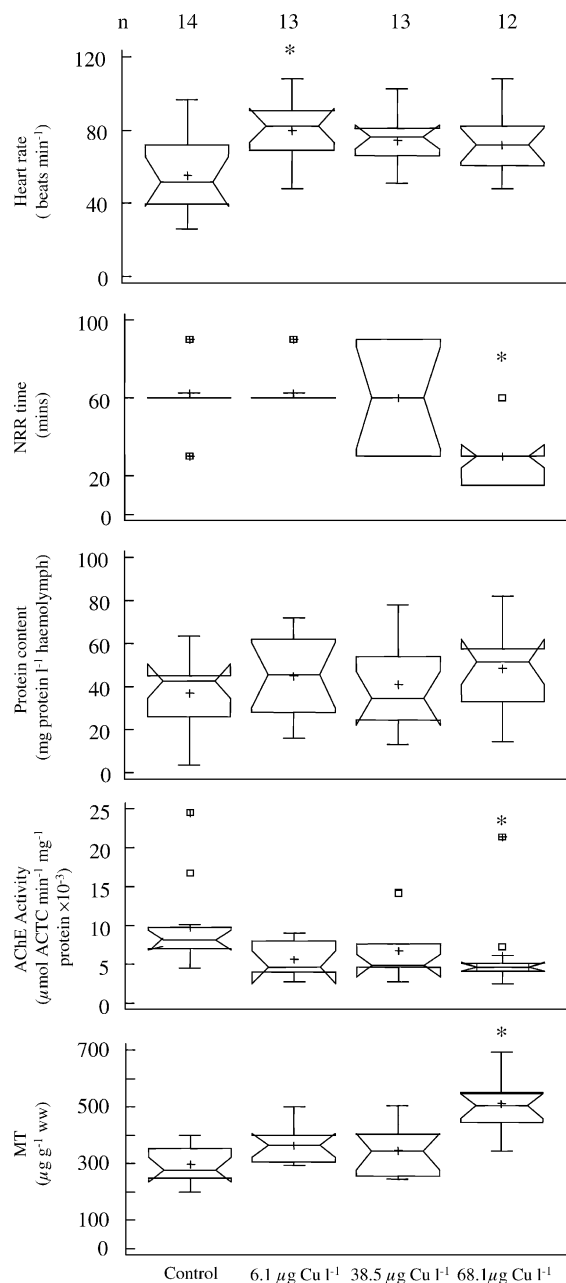 n 14 13 13 12
*
120
80
40
0
Heart rate
( beats min⁻¹)
100
*
60
20
0
NRR time
(mins)
100
80
60
40
20
0
Protein content
(mg protein l⁻¹ haemolymph)
25
*
20
15
10
5
0
AChE Activity
(µmol ACTC min⁻¹ mg⁻¹
protein ×10⁻³)
*
700
500
300
100
0
MT
(µg g⁻¹ ww)
Control 6.1 µg Cu l⁻¹ 38.5 µg Cu l⁻¹ 68.1µg Cu l⁻¹